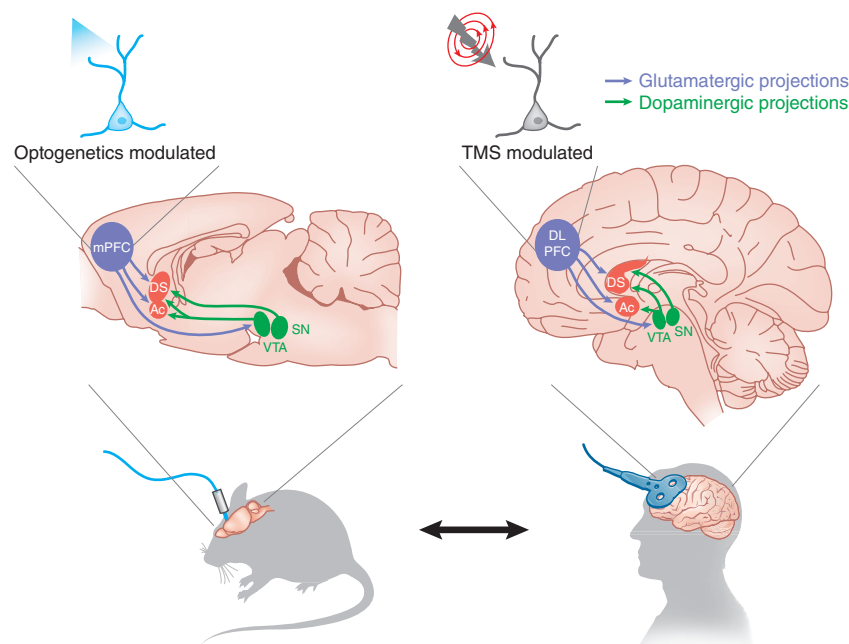 Optogenetics modulated
TMS modulated
Glutamatergic projections
Dopaminergic projections
mPFC
DS
Ac
SN
VTA
DL
PFC
DS
Ac
SN
VTA